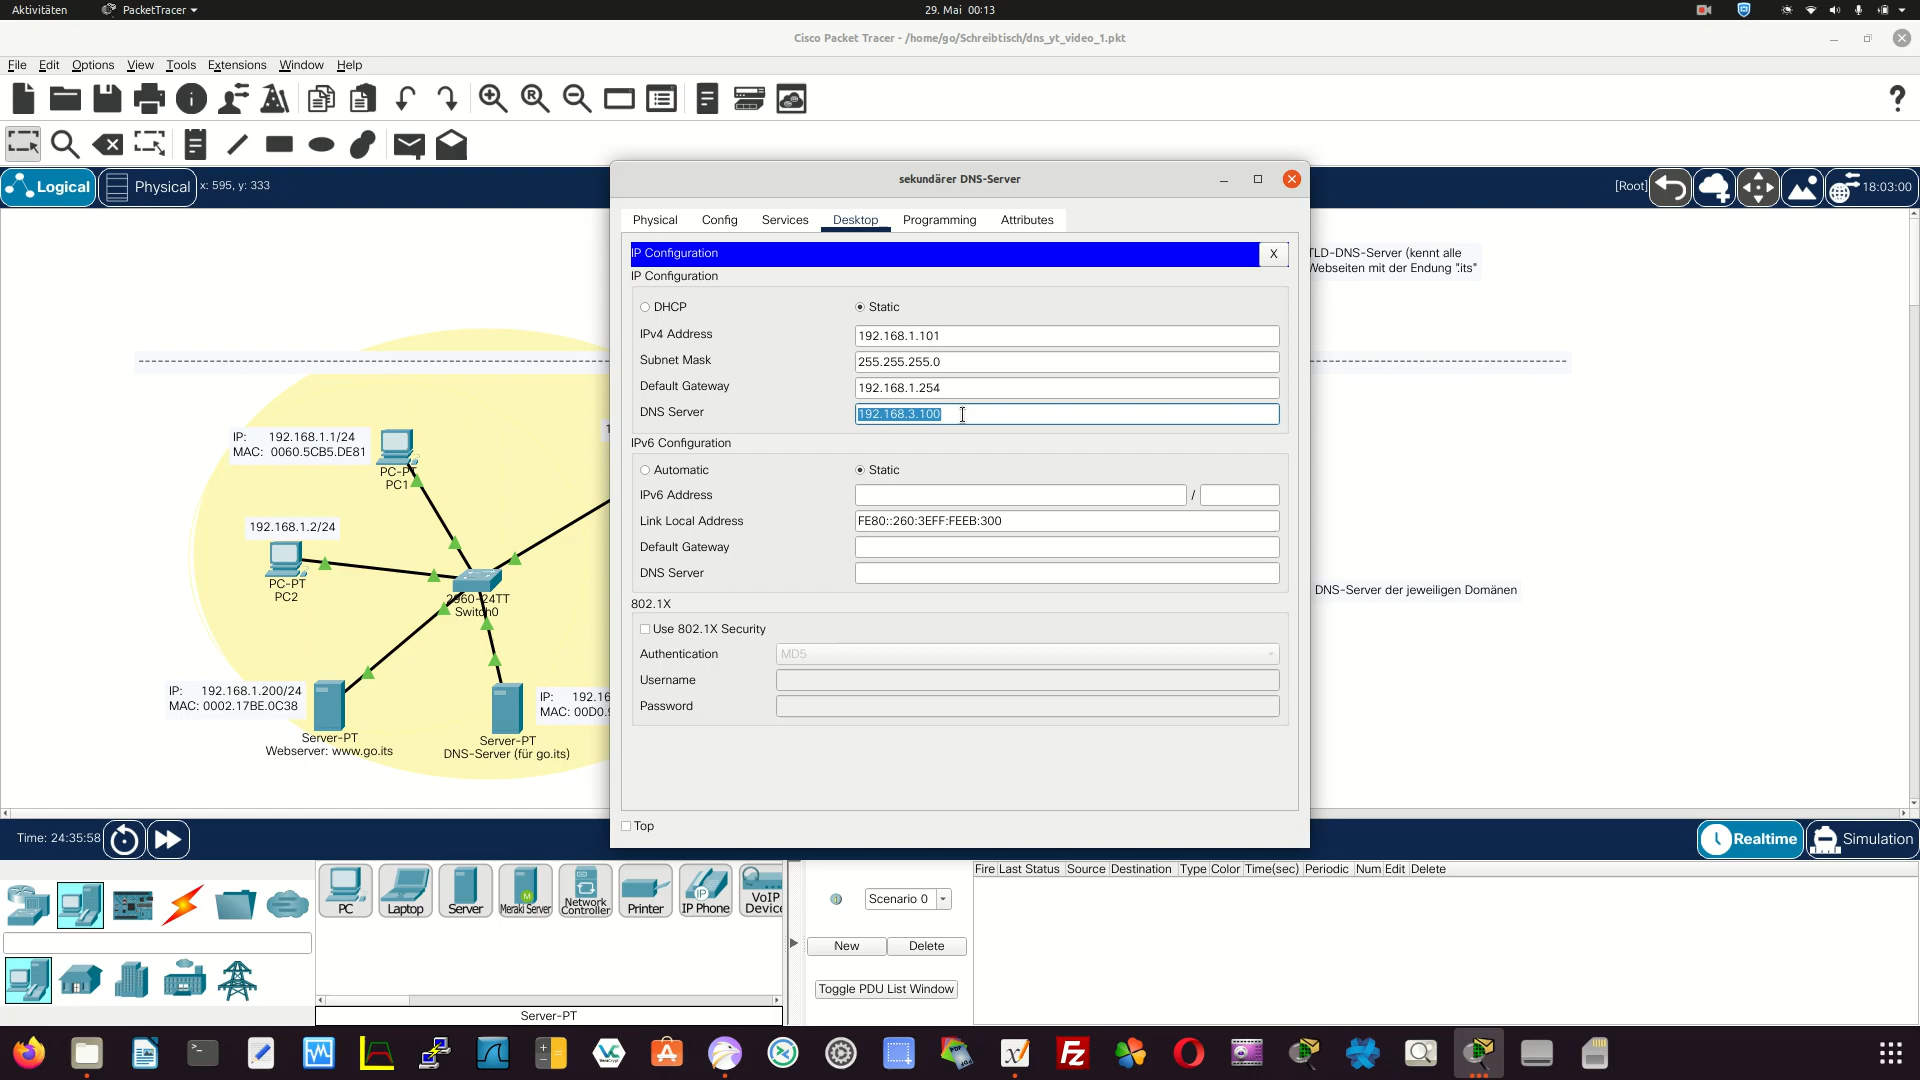 Aktivitäten
PacketTracer
29. Mai 00:13
Cisco Packet Tracer - /home/go/Schreibtisch/dns_yt_video_1.pkt
File Edit Options View Tools Extensions Window Help
Logical
Physical
x: 595, y: 333
[Root]
18:03:00
sekundärer DNS-Server
Physical Config Services Desktop Programming Attributes
IP Configuration
X
IP Configuration
DHCP
Static
IPv4 Address
192.168.1.101
Subnet Mask
255.255.255.0
Default Gateway
192.168.1.254
DNS Server
192.168.3.100
IPv6 Configuration
Automatic
Static
IPv6 Address
/
Link Local Address
FE80::260:3EFF:FEEB:300
Default Gateway
DNS Server
802.1X
Use 802.1X Security
Authentication
MD5
Username
Password
Top
TLD-DNS-Server (kennt alle
Webseiten mit der Endung ".its"
DNS-Server der jeweiligen Domänen
IP: 192.168.1.1/24
MAC: 0060.5CB5.DE81
PC-PT
PC1
192.168.1.2/24
PC-PT
PC2
2960-24TT
Switch0
IP: 192.168.1.200/24
MAC: 0002.17BE.0C38
Server-PT
Webserver: www.go.its
IP: 192.16
MAC: 00D0.9
Server-PT
DNS-Server (für go.its)
Time: 24:35:58
Realtime
Simulation
PC
Laptop
Server
Meraki Server
Network
Controller
Printer
IP Phone
VoIP
Device
Server-PT
Scenario 0
New
Delete
Toggle PDU List Window
Fire Last Status Source Destination Type Color Time(sec) Periodic Num Edit Delete